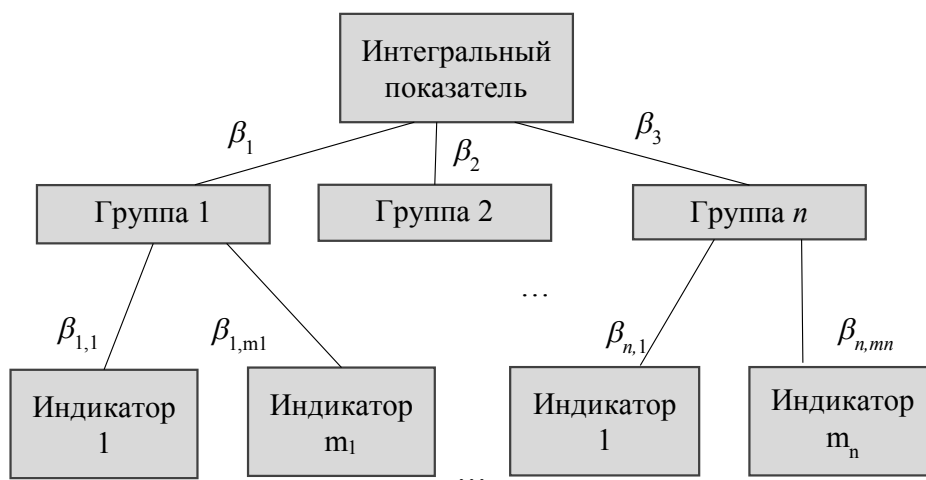 Интегральный
показатель
β₁
β₂
β₃
Группа 1
Группа 2
Группа n
…
β₁,₁
β₁,m1
βn,1
βn,mn
Индикатор
1
Индикатор
m₁
Индикатор
1
Индикатор
mₙ
…